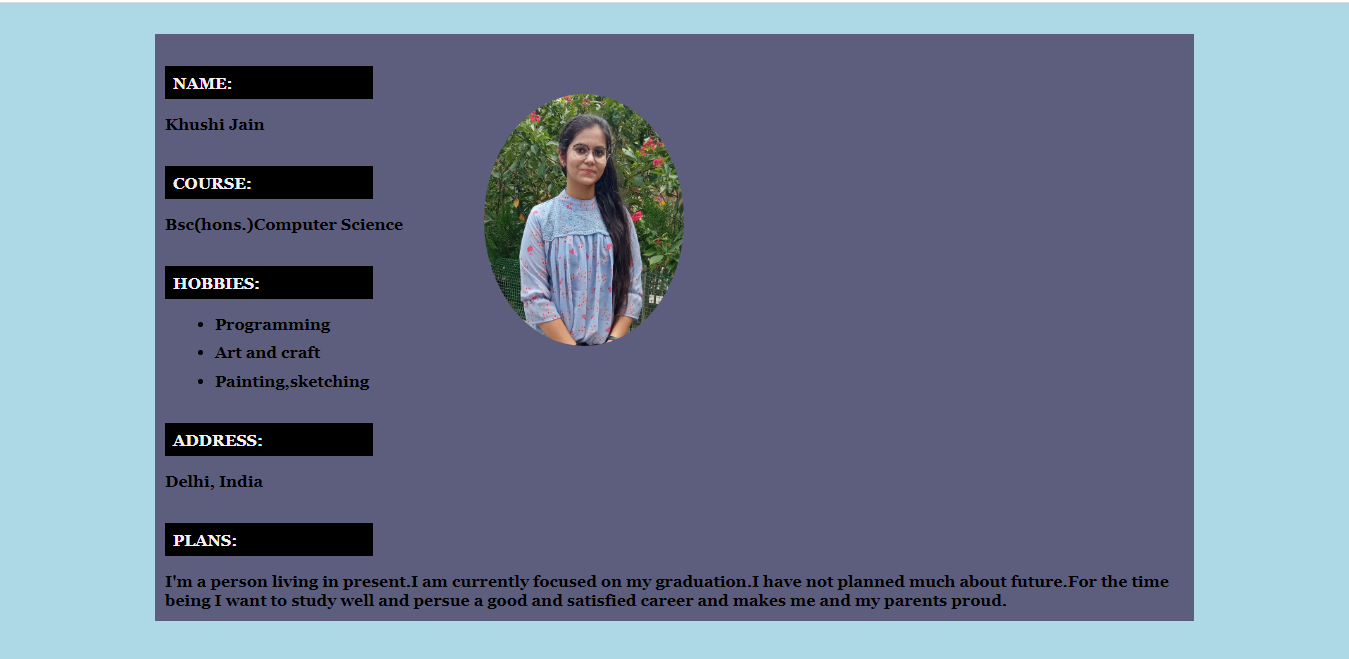 NAME:
Khushi Jain
COURSE:
Bsc(hons.)Computer Science
HOBBIES:
• Programming
• Art and craft
• Painting,sketching
ADDRESS:
Delhi, India
PLANS:
I'm a person living in present.I am currently focused on my graduation.I have not planned much about future.For the time
being I want to study well and persue a good and satisfied career and makes me and my parents proud.